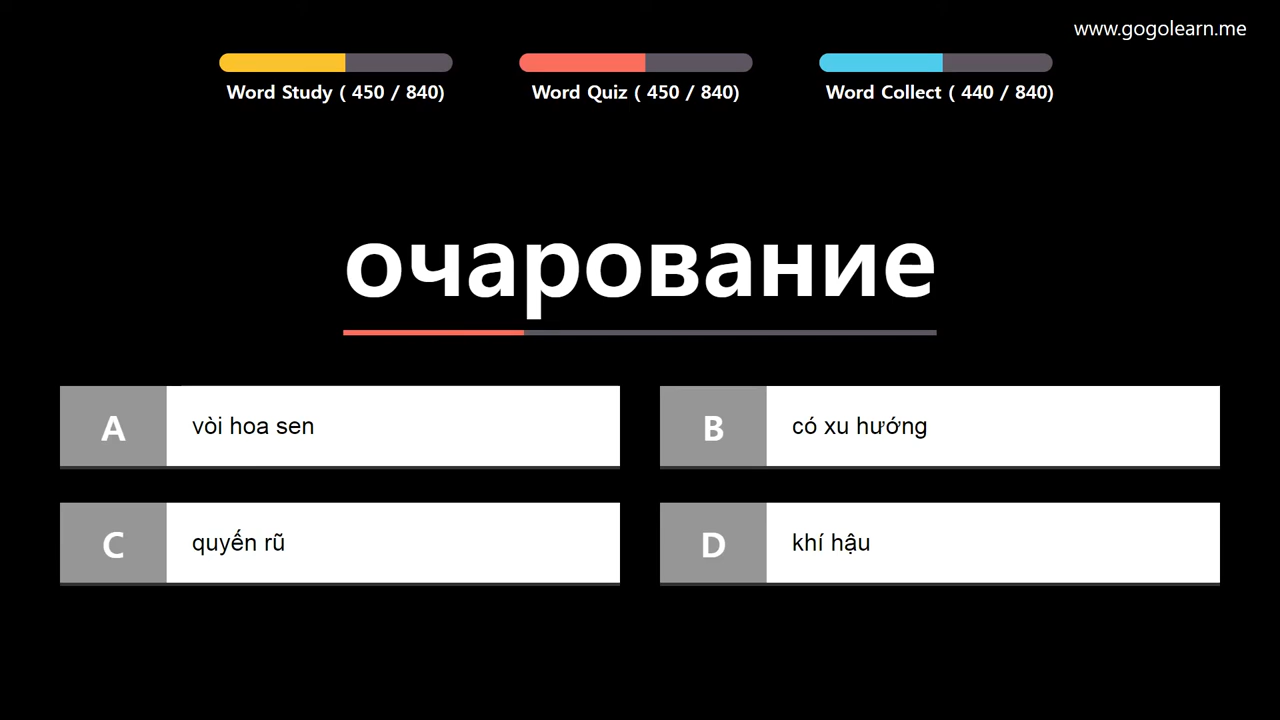 www.gogolearn.me
Word Study ( 450 / 840)
Word Quiz ( 450 / 840)
Word Collect ( 440 / 840)
очарование
A
vòi hoa sen
B
có xu hướng
C
quyến rũ
D
khí hậu